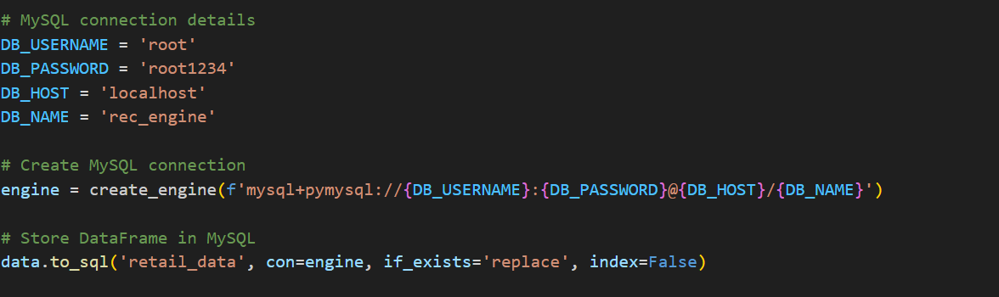 # MySQL connection details
DB_USERNAME = 'root'
DB_PASSWORD = 'root1234'
DB_HOST = 'localhost'
DB_NAME = 'rec_engine'
# Create MySQL connection
engine = create_engine(f'mysql+pymysql://{DB_USERNAME}:{DB_PASSWORD}@{DB_HOST}/{DB_NAME}')
# Store DataFrame in MySQL
data.to_sql('retail_data', con=engine, if_exists='replace', index=False)